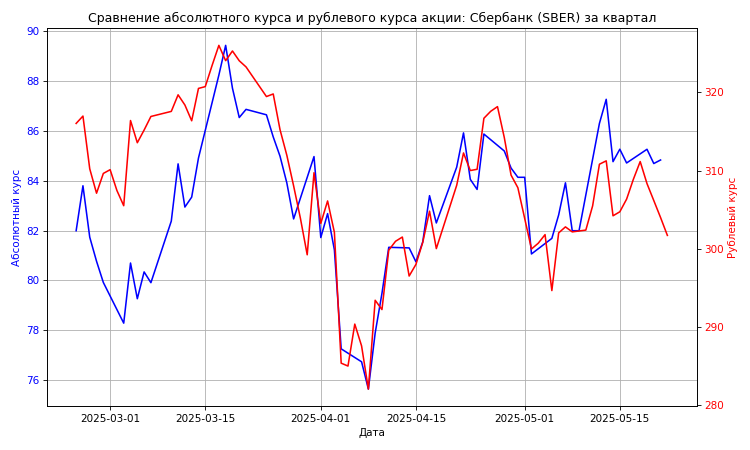 Сравнение абсолютного курса и рублевого курса акции: Сбербанк (SBER) за квартал
90
88
86
84
82
80
78
76
Абсолютный курс
320
310
300
290
280
Рублевый курс
2025-03-01 2025-03-15 2025-04-01 2025-04-15 2025-05-01 2025-05-15
Дата